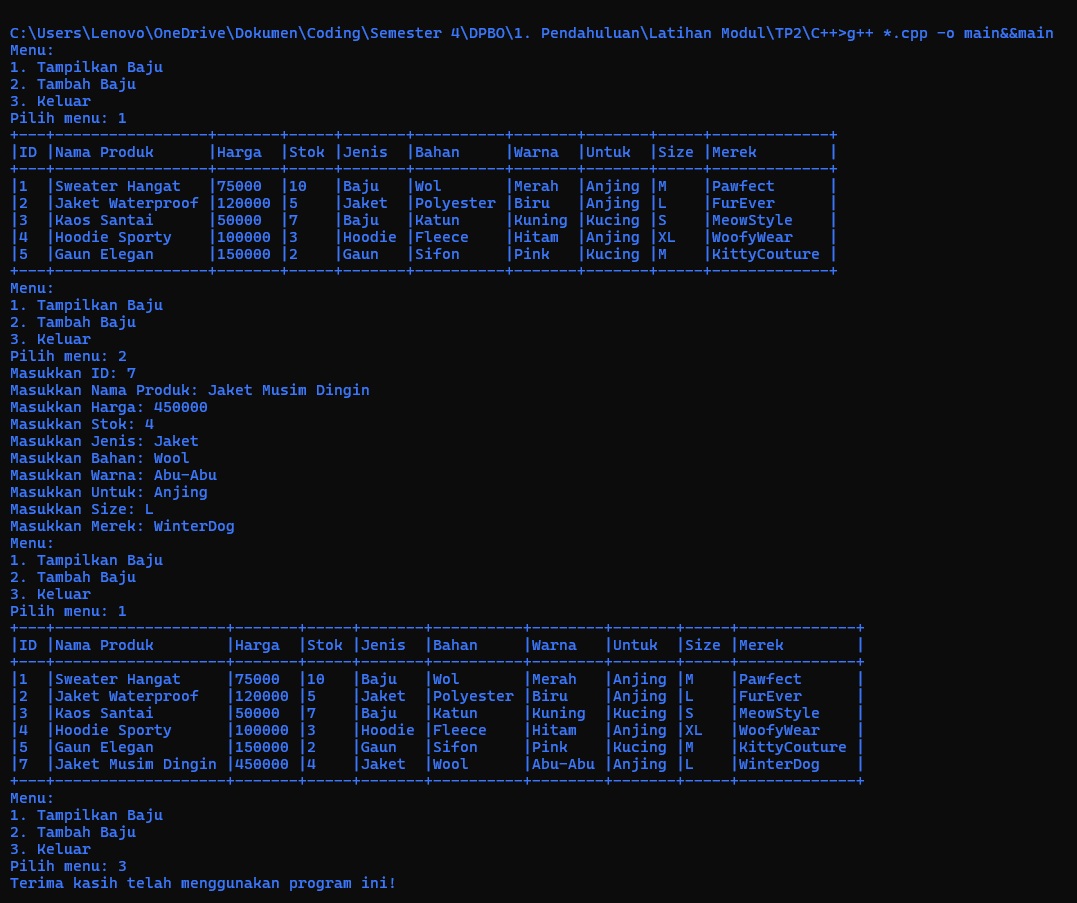 C:\Users\Lenovo\OneDrive\Dokumen\Coding\Semester 4\DPBO\1. Pendahuluan\Latihan Modul\TP2\C++>g++ *.cpp -o main&&main
Menu:
1. Tampilkan Baju
2. Tambah Baju
3. Keluar
Pilih menu: 1
+---+-----------------+-------+-----+-------+----------+-------+-------+-----+-------------+
|ID |Nama Produk      |Harga  |Stok |Jenis  |Bahan     |Warna  |Untuk  |Size |Merek        |
+---+-----------------+-------+-----+-------+----------+-------+-------+-----+-------------+
|1  |Sweater Hangat   |75000  |10   |Baju   |Wol       |Merah  |Anjing |M    |Pawfect      |
|2  |Jaket Waterproof |120000 |5    |Jaket  |Polyester |Biru   |Anjing |L    |FurEver      |
|3  |Kaos Santai      |50000  |7    |Baju   |Katun     |Kuning |Kucing |S    |MeowStyle    |
|4  |Hoodie Sporty    |100000 |3    |Hoodie |Fleece    |Hitam  |Anjing |XL   |WoofyWear    |
|5  |Gaun Elegan      |150000 |2    |Gaun   |Sifon     |Pink   |Kucing |M    |KittyCouture |
+---+-----------------+-------+-----+-------+----------+-------+-------+-----+-------------+
Menu:
1. Tampilkan Baju
2. Tambah Baju
3. Keluar
Pilih menu: 2
Masukkan ID: 7
Masukkan Nama Produk: Jaket Musim Dingin
Masukkan Harga: 450000
Masukkan Stok: 4
Masukkan Jenis: Jaket
Masukkan Bahan: Wool
Masukkan Warna: Abu-Abu
Masukkan Untuk: Anjing
Masukkan Size: L
Masukkan Merek: WinterDog
Menu:
1. Tampilkan Baju
2. Tambah Baju
3. Keluar
Pilih menu: 1
+---+-------------------+-------+-----+-------+----------+--------+-------+-----+-------------+
|ID |Nama Produk        |Harga  |Stok |Jenis  |Bahan     |Warna   |Untuk  |Size |Merek        |
+---+-------------------+-------+-----+-------+----------+--------+-------+-----+-------------+
|1  |Sweater Hangat     |75000  |10   |Baju   |Wol       |Merah   |Anjing |M    |Pawfect      |
|2  |Jaket Waterproof   |120000 |5    |Jaket  |Polyester |Biru    |Anjing |L    |FurEver      |
|3  |Kaos Santai        |50000  |7    |Baju   |Katun     |Kuning  |Kucing |S    |MeowStyle    |
|4  |Hoodie Sporty      |100000 |3    |Hoodie |Fleece    |Hitam   |Anjing |XL   |WoofyWear    |
|5  |Gaun Elegan        |150000 |2    |Gaun   |Sifon     |Pink    |Kucing |M    |KittyCouture |
|7  |Jaket Musim Dingin |450000 |4    |Jaket  |Wool      |Abu-Abu |Anjing |L    |WinterDog    |
+---+-------------------+-------+-----+-------+----------+--------+-------+-----+-------------+
Menu:
1. Tampilkan Baju
2. Tambah Baju
3. Keluar
Pilih menu: 3
Terima kasih telah menggunakan program ini!